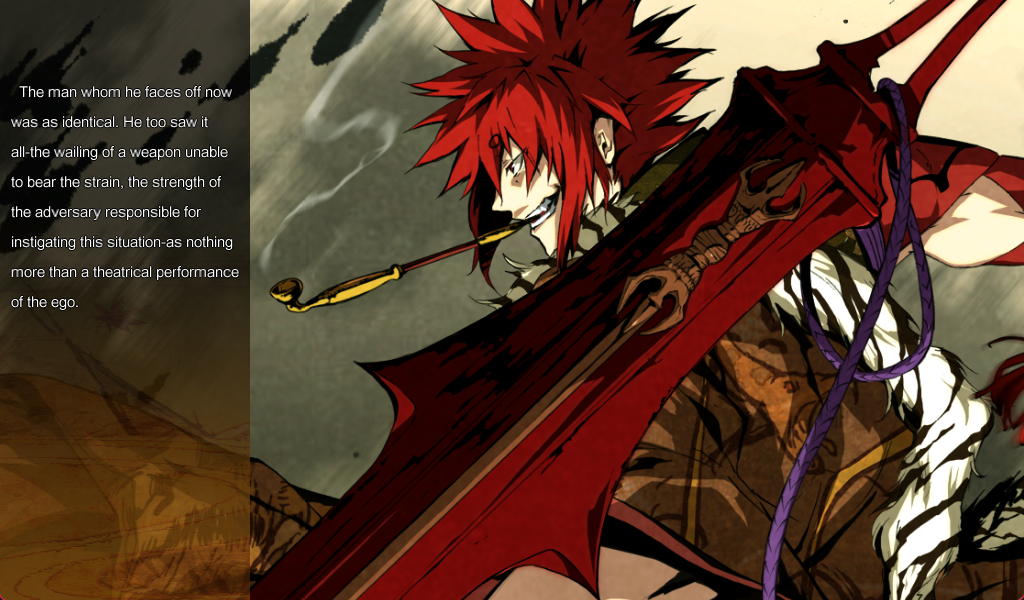 The man whom he faces off now
was as identical. He too saw it
all-the wailing of a weapon unable
to bear the strain, the strength of
the adversary responsible for
instigating this situation-as nothing
more than a theatrical performance
of the ego.